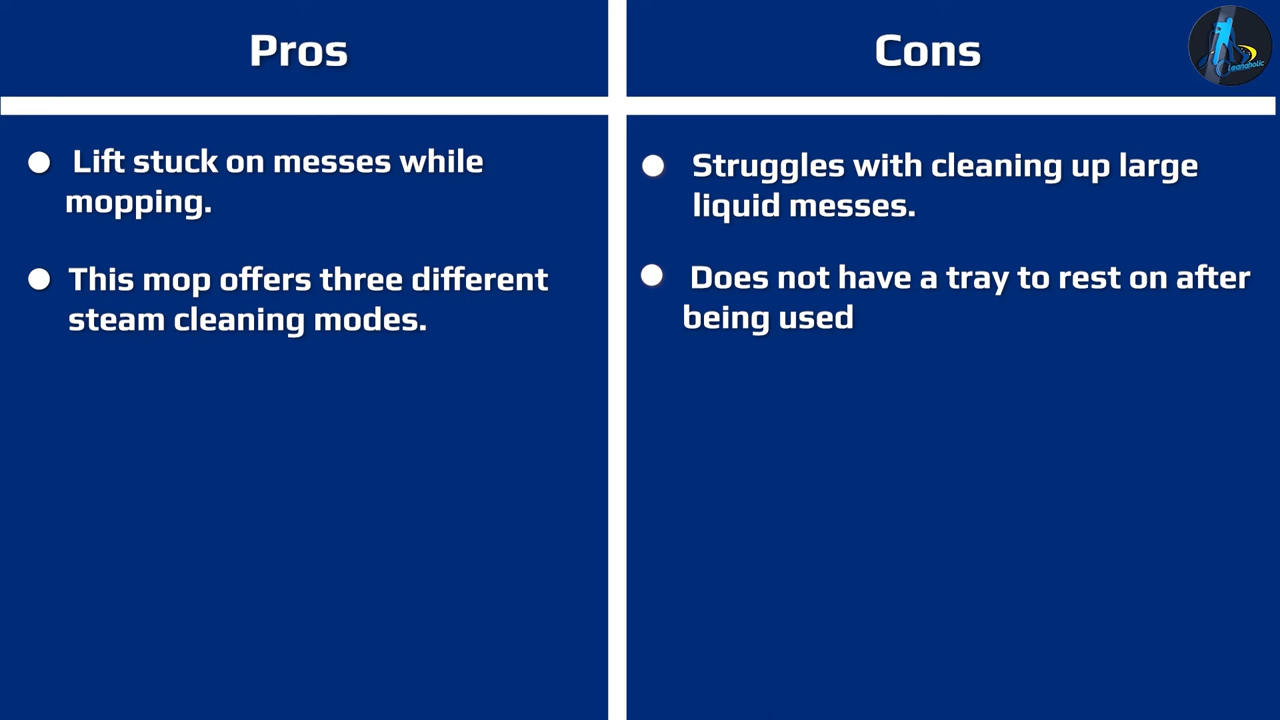 Pros
Cons
Lift stuck on messes while
mopping.
This mop offers three different
steam cleaning modes.
Struggles with cleaning up large
liquid messes.
Does not have a tray to rest on after
being used
leanaholic